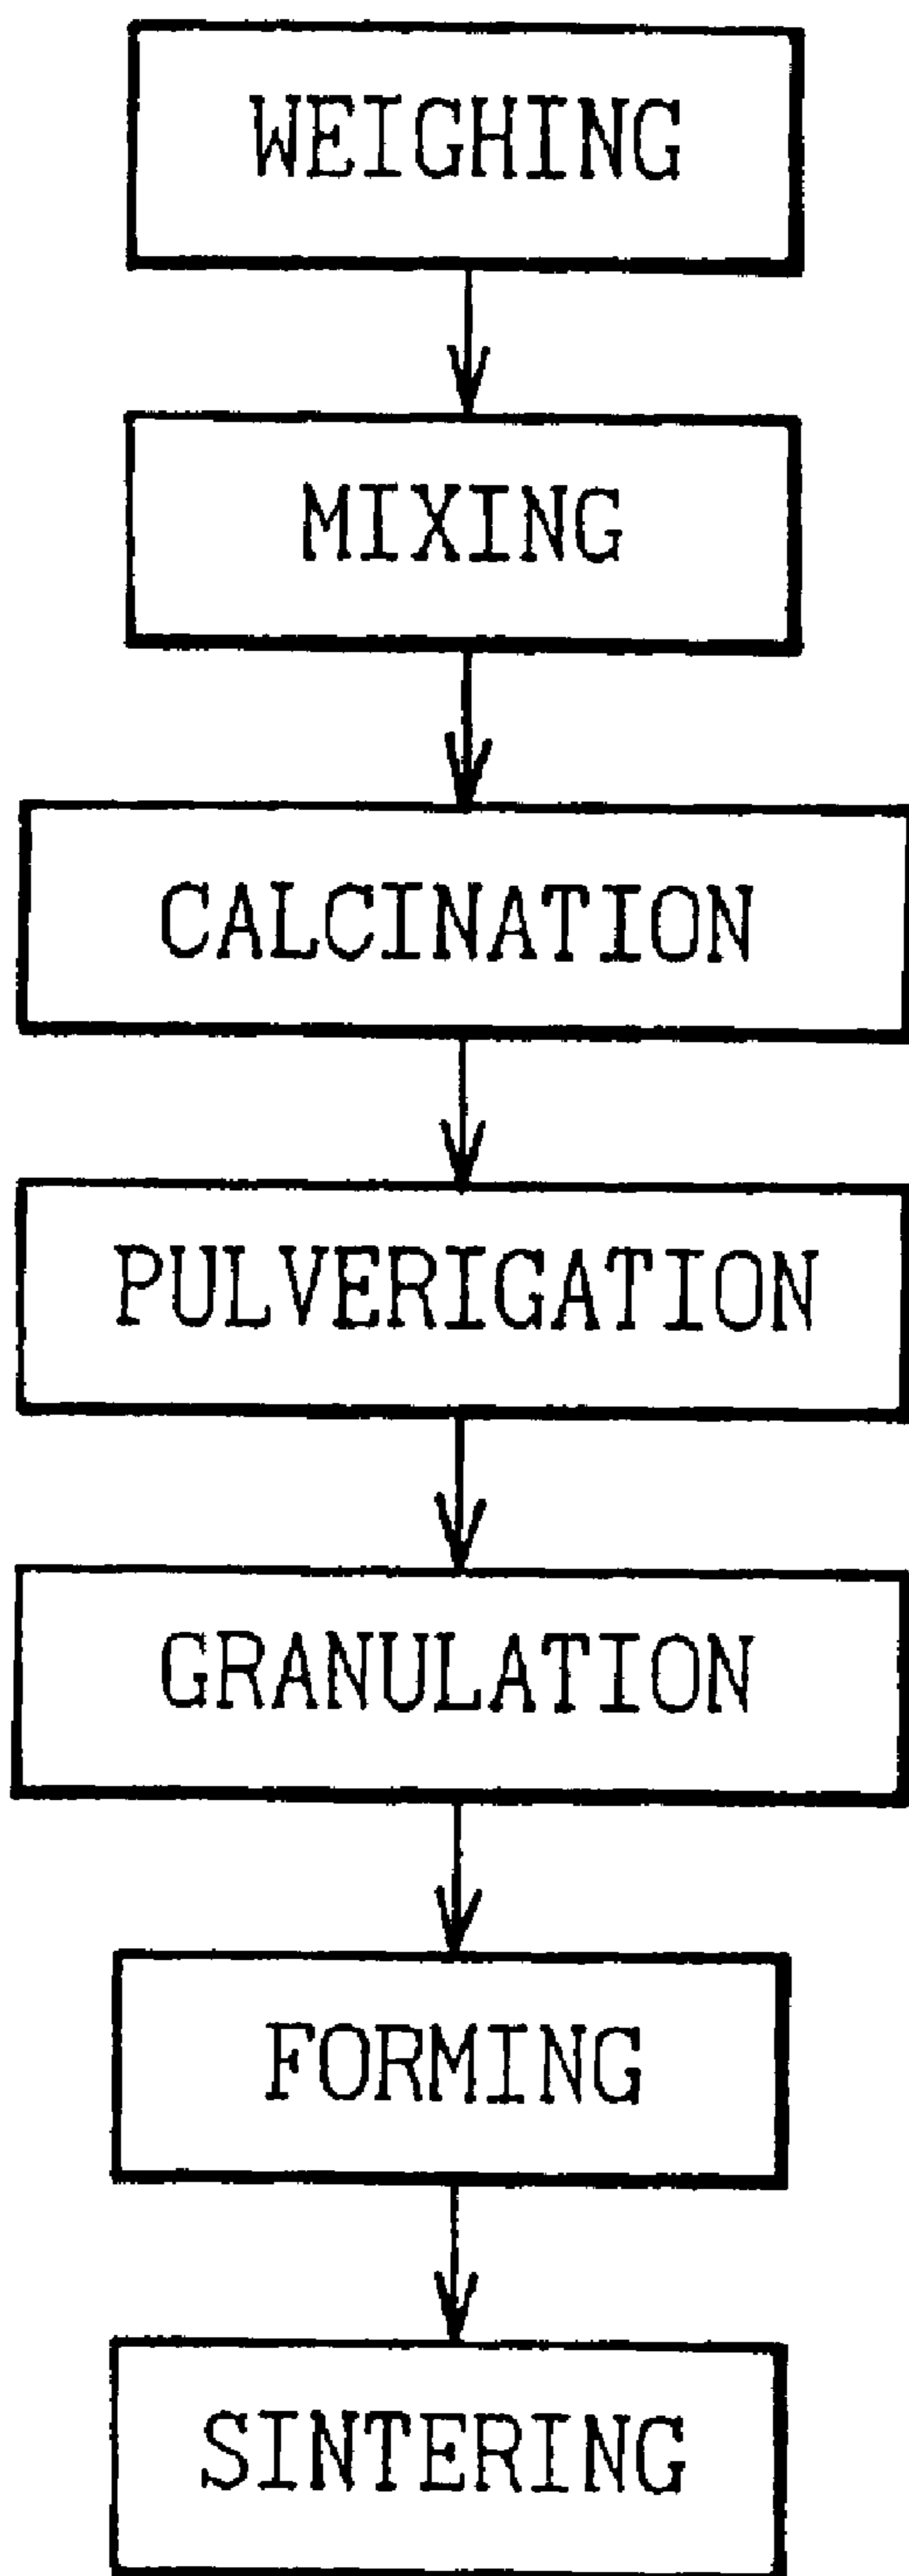 WEIGHING
MIXING
CALCINATION
PULVERIGATION
GRANULATION
FORMING
SINTERING